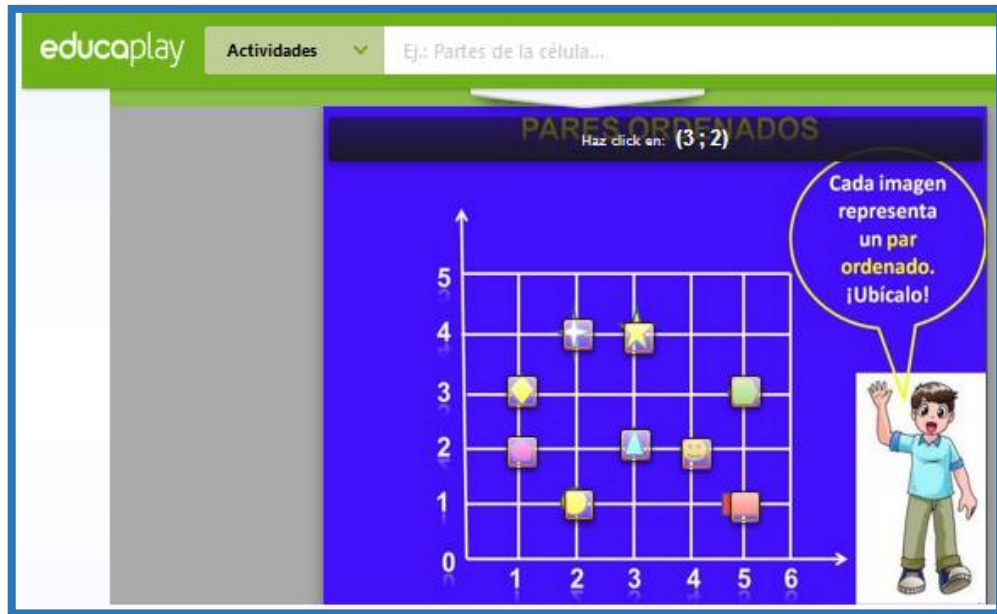 educaplay
Actividades
Ej.: Partes de la célula...
PARES ORDENADOS
Haz click en: (3 ; 2)
Cada imagen
representa
un par
ordenado.
¡Ubícalo!
5
4
3
2
1
0
1 2 3 4 5 6